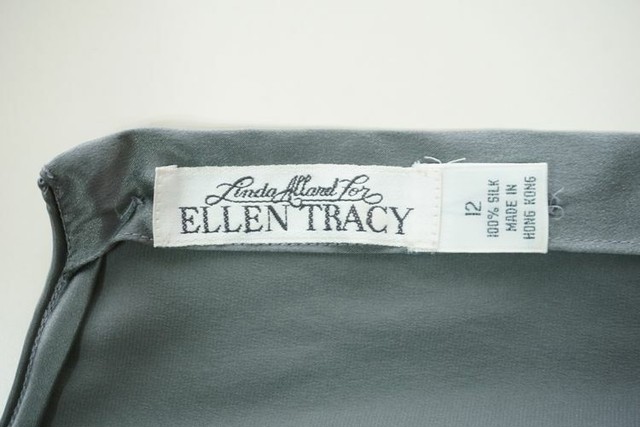 Linda Allard For
ELLEN TRACY
12
100% SILK
MADE IN
HONG KONG